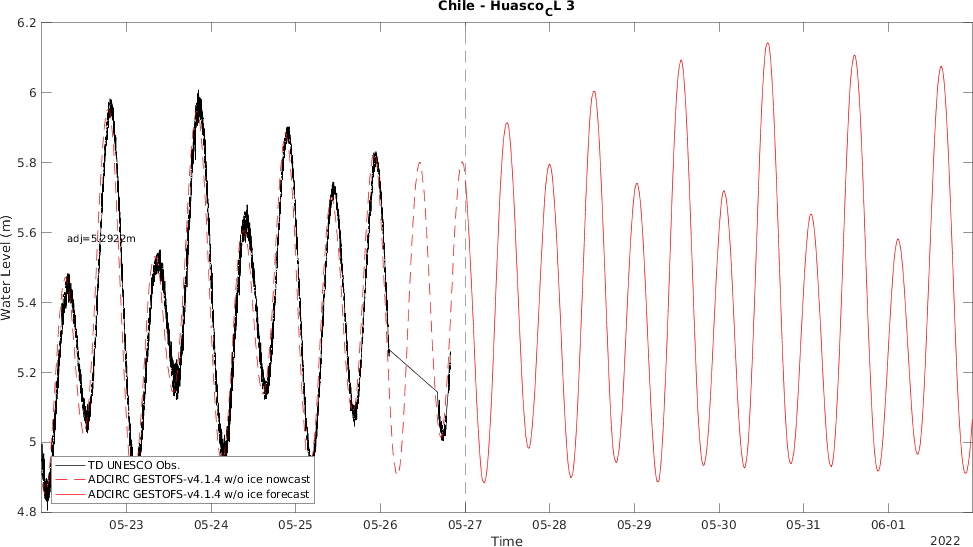 Chile - HuascoCL 3
6.2
6
5.8
5.6
5.4
5.2
5
4.8
Water Level (m)
adj=5.2922m
TD UNESCO Obs.
ADCIRC GESTOFS-v4.1.4 w/o ice nowcast
ADCIRC GESTOFS-v4.1.4 w/o ice forecast
05-23 05-24 05-25 05-26 05-27 05-28 05-29 05-30 05-31 06-01
Time
2022